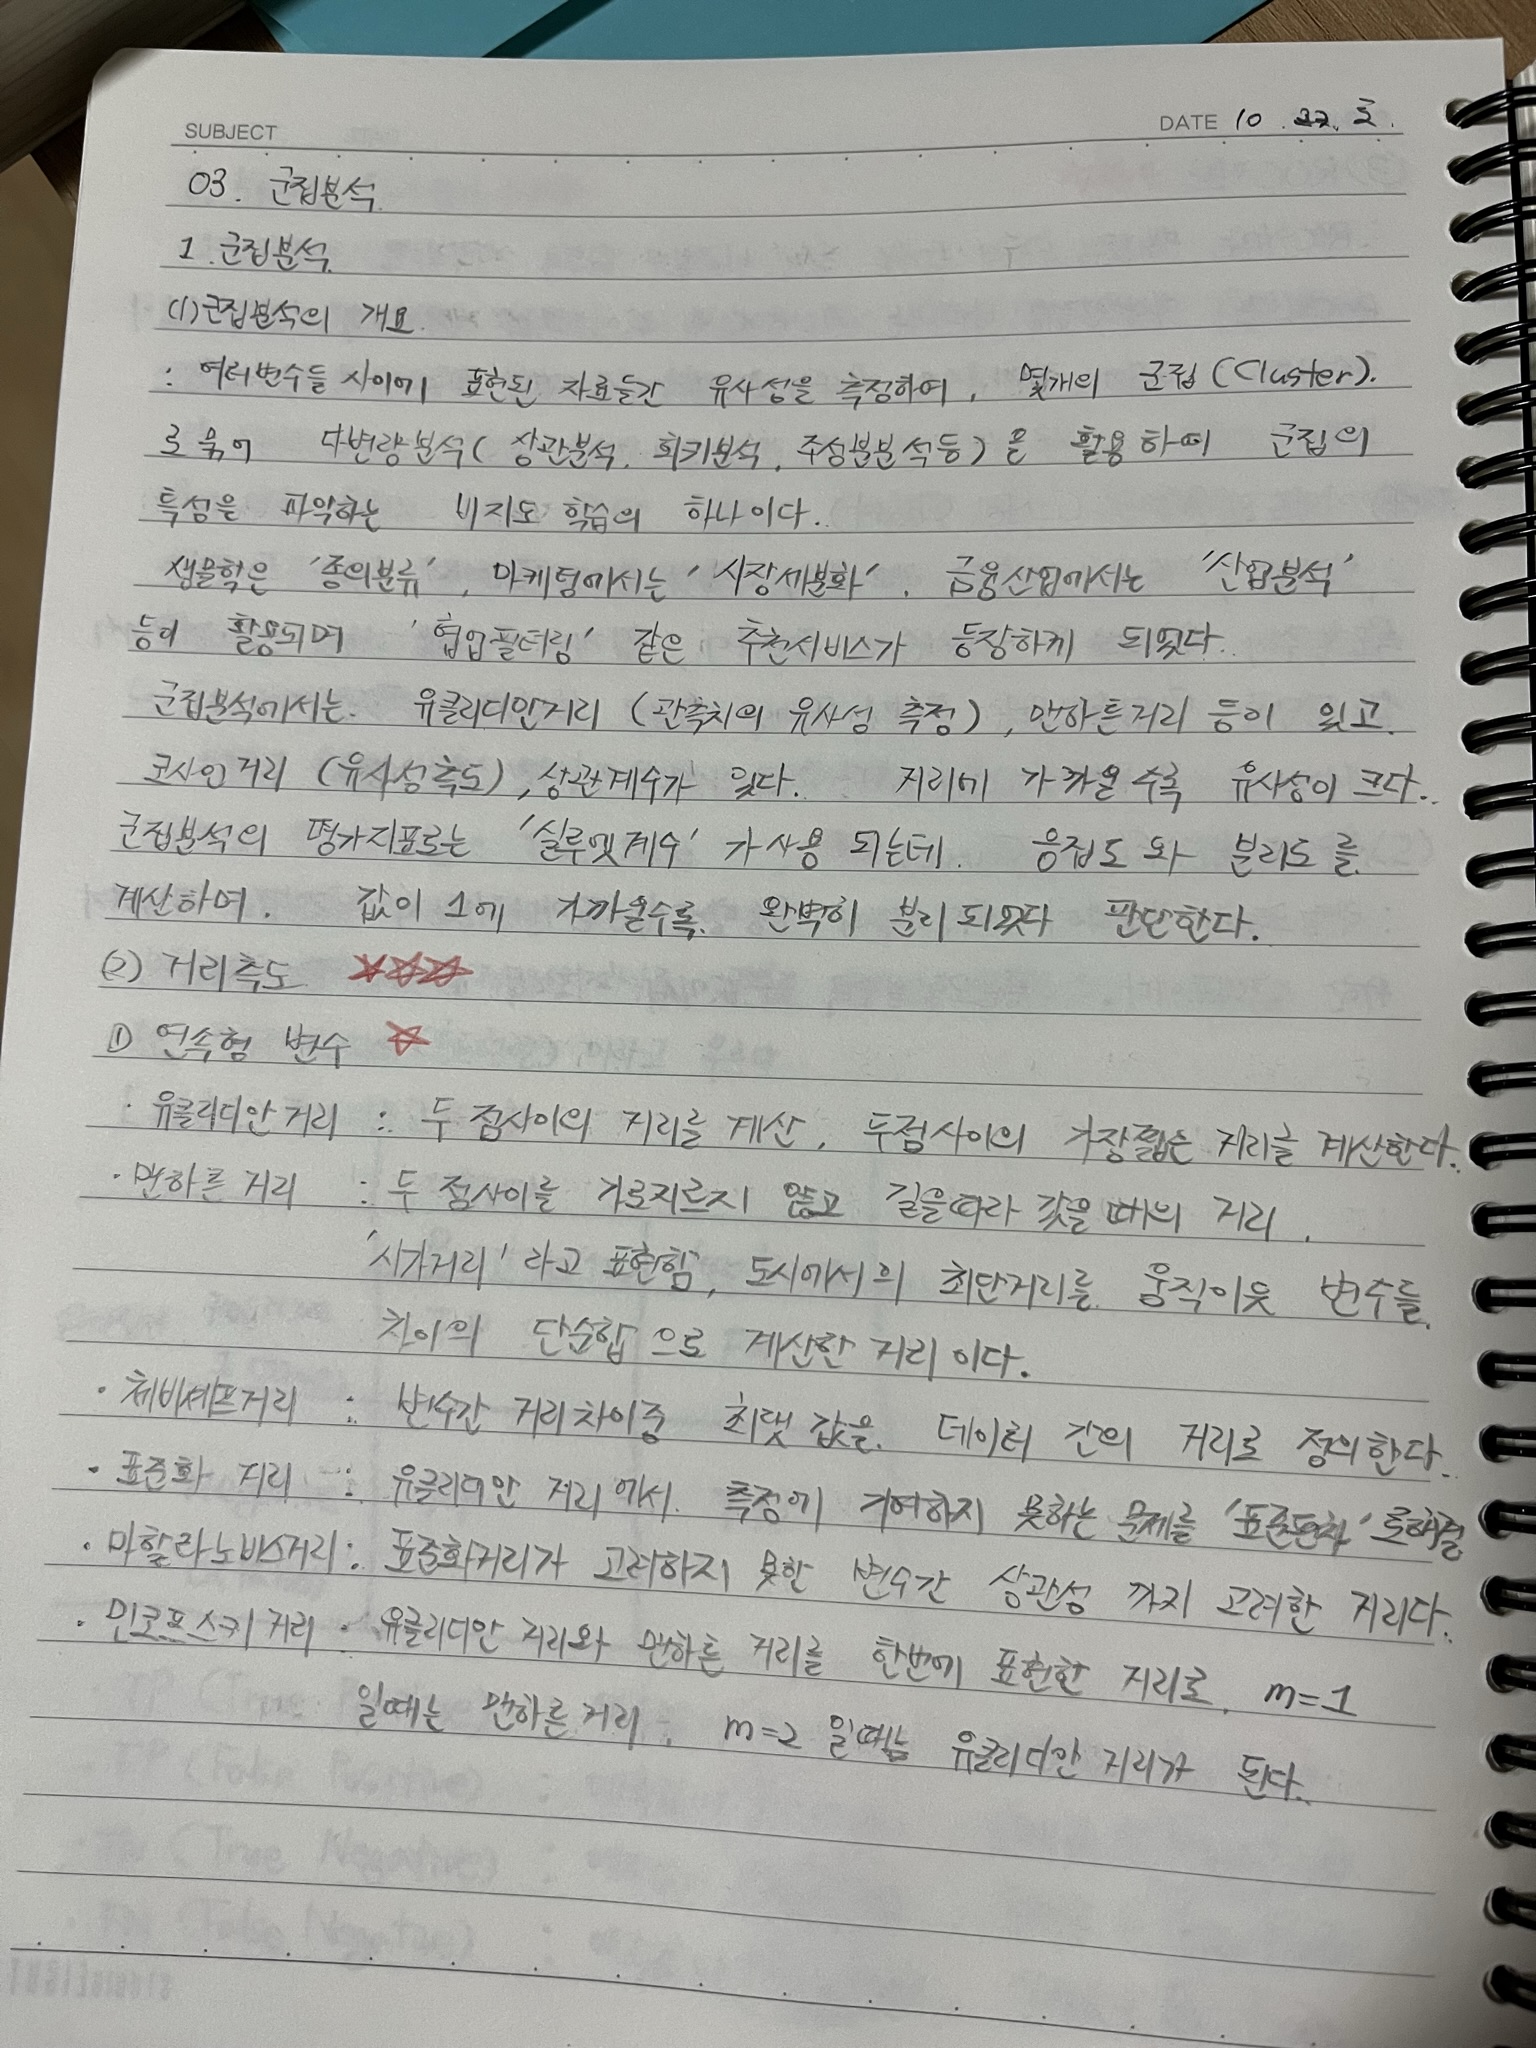 SUBJECT
DATE 10
03. 군집분석
1. 군집분석
(1) 군집분석의 개요
: 여러변수들 사이에 표현된 자료들간 유사성을 측정하여, 몇개의 군집 (Cluster).
로 묶어 다변량분석( 상관분석, 회귀분석, 주성분분석등) 을 활용하여 군집의
특성을 파악하는 비지도 학습의 하나이다.
생물학은 '종의분류', 마케팅에서는 '시장세분화', 금융산업에서는 '산업분석'
등이 활용되며 '협업필터링' 같은 추천서비스가 등장하게 되었다.
군집분석에서는 유클리디안거리 (관측치의 유사성 측정), 맨하튼거리 등이 있고
코사인거리 (유사성측도), 상관계수가 있다. 거리에 가까울수록 유사성이 크다.
군집분석의 평가지표로는 '실루엣계수' 가 사용 되는데, 응집도와 분리도를
계산하여, 값이 1에 가까울수록 완벽히 분리되었다 판단한다.
(2) 거리측도 ☆☆☆
① 연속형 변수 ☆
· 유클리디안거리 : 두 점사이의 거리를 계산, 두점사이의 가장짧은 거리를 계산한다.
· 맨하튼 거리 : 두 점사이를 가로지르지 않고 길을따라 갔을때의 거리,
'시가거리' 라고 표현함, 도시에서의 최단거리를 움직이듯 변수들
차이의 단순합으로 계산한 거리이다.
· 체비셰프거리 : 변수간 거리차이중 최댓값을 데이터 간의 거리로 정의한다.
· 표준화 거리 : 유클리디안 거리에서 측정에 기여하지 못하는 문제를 '표준편차' 로해결
· 마할라노비스거리 : 표준화거리가 고려하지 못한 변수간 상관성 까지 고려한 거리다.
· 민코프스키 거리 · 유클리디안 거리와 맨하튼 거리를 한번에 표현한 거리로, m=1
일때는 맨하튼 거리, m=2 일때는 유클리디안 거리가 된다.